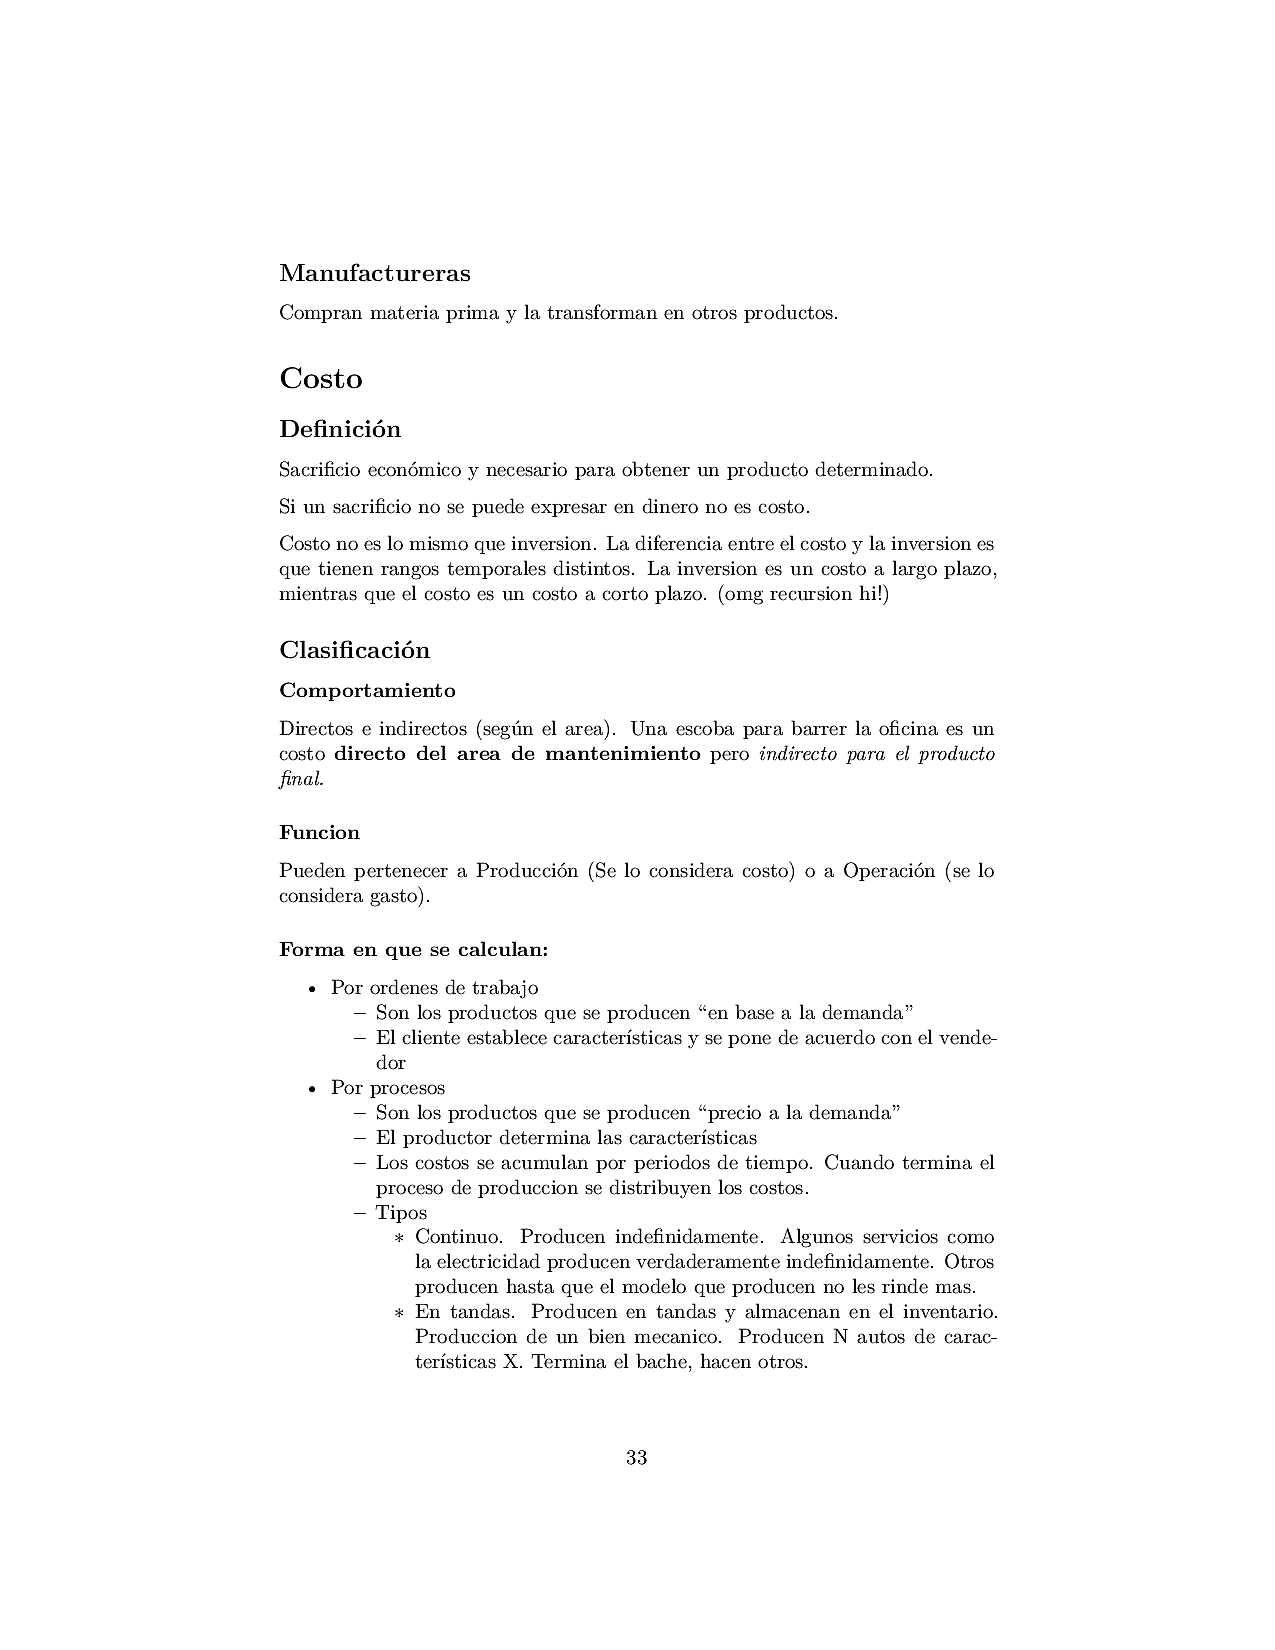 Manufactureras
Compran materia prima y la transforman en otros productos.
Costo
Definición
Sacrificio económico y necesario para obtener un producto determinado.
Si un sacrificio no se puede expresar en dinero no es costo.
Costo no es lo mismo que inversion. La diferencia entre el costo y la inversion es
que tienen rangos temporales distintos. La inversion es un costo a largo plazo,
mientras que el costo es un costo a corto plazo. (omg recursion hi!)
Clasificación
Comportamiento
Directos e indirectos (según el area). Una escoba para barrer la oficina es un
costo directo del area de mantenimiento pero indirecto para el producto
final.
Funcion
Pueden pertenecer a Producción (Se lo considera costo) o a Operación (se lo
considera gasto).
Forma en que se calculan:
• Por ordenes de trabajo
– Son los productos que se producen “en base a la demanda”
– El cliente establece características y se pone de acuerdo con el vende-
dor
• Por procesos
– Son los productos que se producen “precio a la demanda”
– El productor determina las características
– Los costos se acumulan por periodos de tiempo. Cuando termina el
proceso de produccion se distribuyen los costos.
– Tipos
∗ Continuo. Producen indefinidamente. Algunos servicios como
la electricidad producen verdaderamente indefinidamente. Otros
producen hasta que el modelo que producen no les rinde mas.
∗ En tandas. Producen en tandas y almacenan en el inventario.
Produccion de un bien mecanico. Producen N autos de carac-
terísticas X. Termina el bache, hacen otros.
33